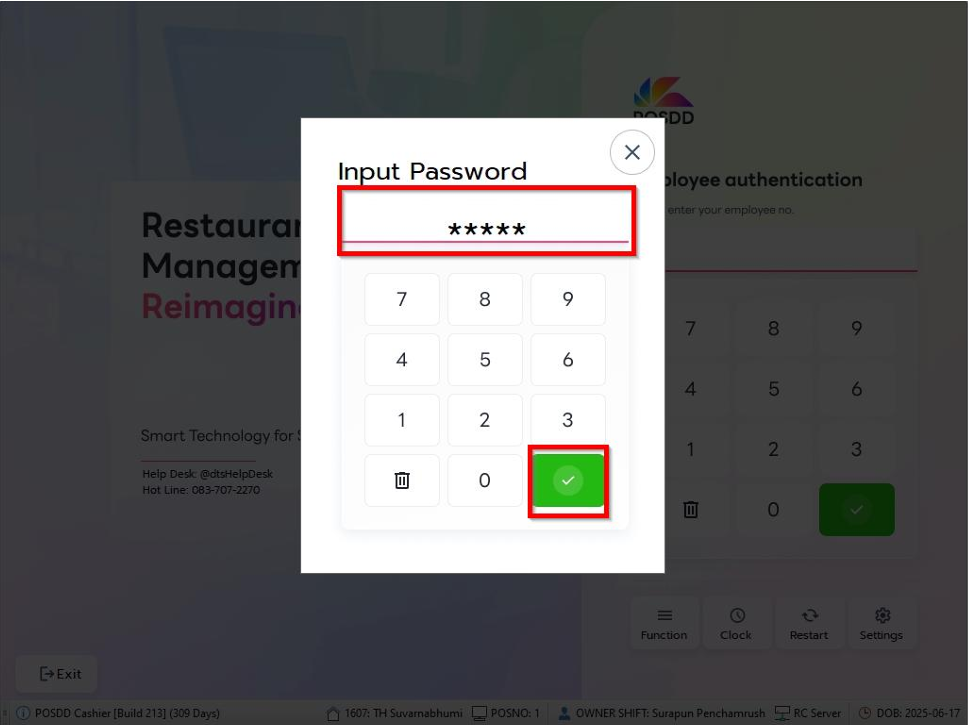 POSDD
Input Password
ployee authentication
enter your employee no.
*****
Restauran
Managem
Reimagin
7 8 9
4 5 6
1 2 3
0
7 8 9
4 5 6
1 2 3
0
Smart Technology for S
Help Desk: @dtsHelpDesk
Hot Line: 083-707-2270
Function Clock Restart Settings
Exit
POSDD Cashier [Build 213] (309 Days) 1607: TH Suvarnabhumi POSNO: 1 OWNER SHIFT: Surapun Penchamrush RC Server DOB: 2025-06-17